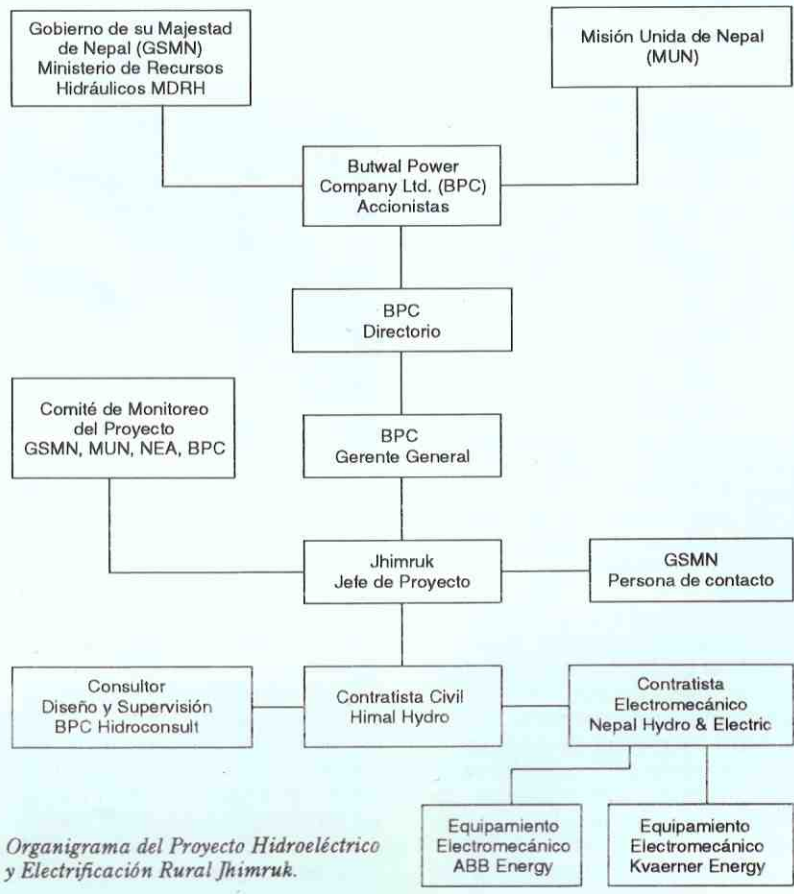 Gobierno de su Majestad
de Nepal (GSMN)
Ministerio de Recursos
Hidráulicos MDRH
Misión Unida de Nepal
(MUN)
Butwal Power
Company Ltd. (BPC)
Accionistas
BPC
Directorio
Comité de Monitoreo
del Proyecto
GSMN, MUN, NEA, BPC
BPC
Gerente General
Jhimruk
Jefe de Proyecto
GSMN
Persona de contacto
Consultor
Diseño y Supervisión
BPC Hidroconsult
Contratista Civil
Himal Hydro
Contratista
Electromecánico
Nepal Hydro & Electric
Equipamiento
Electromecánico
ABB Energy
Equipamiento
Electromecánico
Kvaerner Energy
Organigrama del Proyecto Hidroeléctrico
y Electrificación Rural Jhimruk.